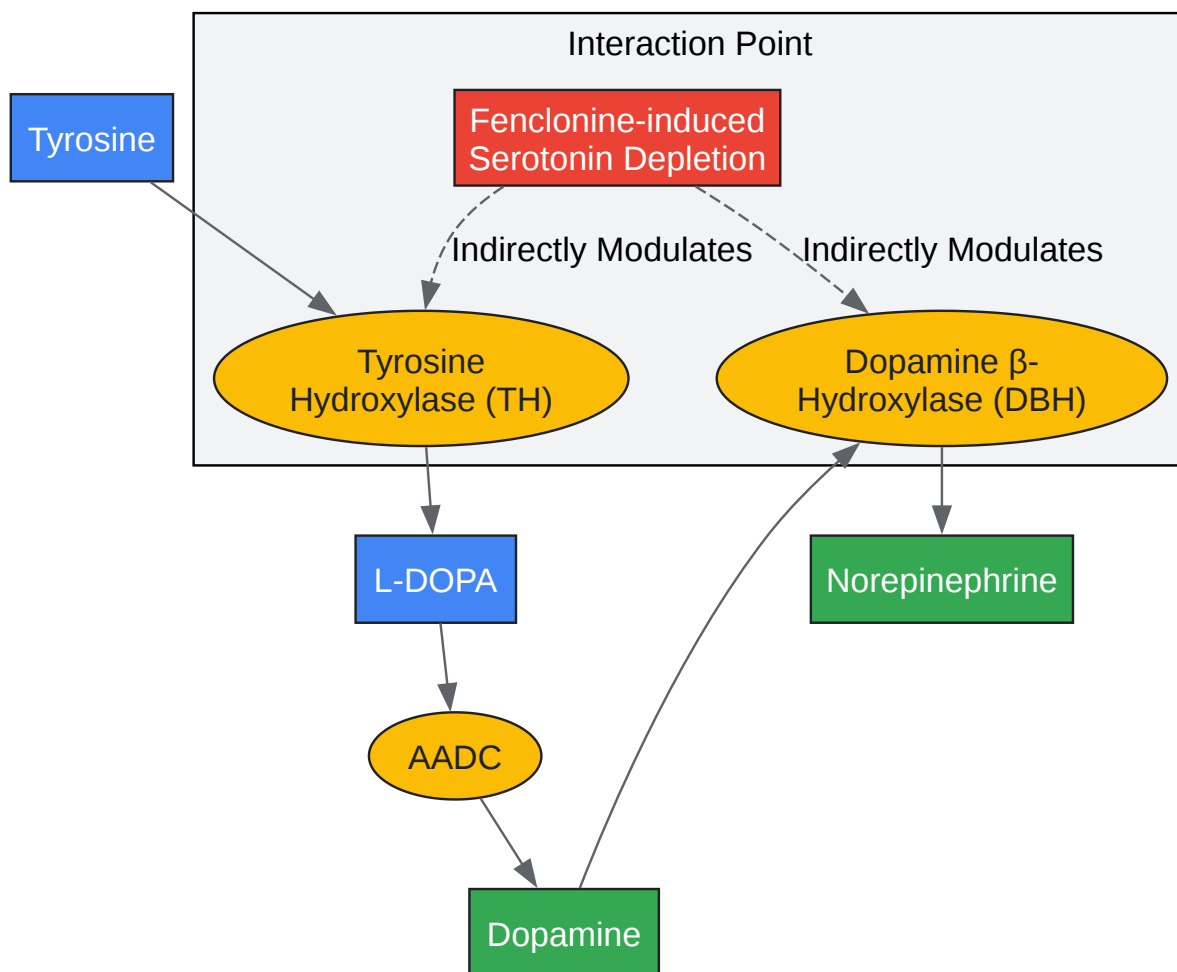 Interaction Point
Tyrosine
Fenclonine-induced
Serotonin Depletion
Indirectly Modulates
Indirectly Modulates
Tyrosine
Hydroxylase (TH)
Dopamine β-
Hydroxylase (DBH)
L-DOPA
Norepinephrine
AADC
Dopamine